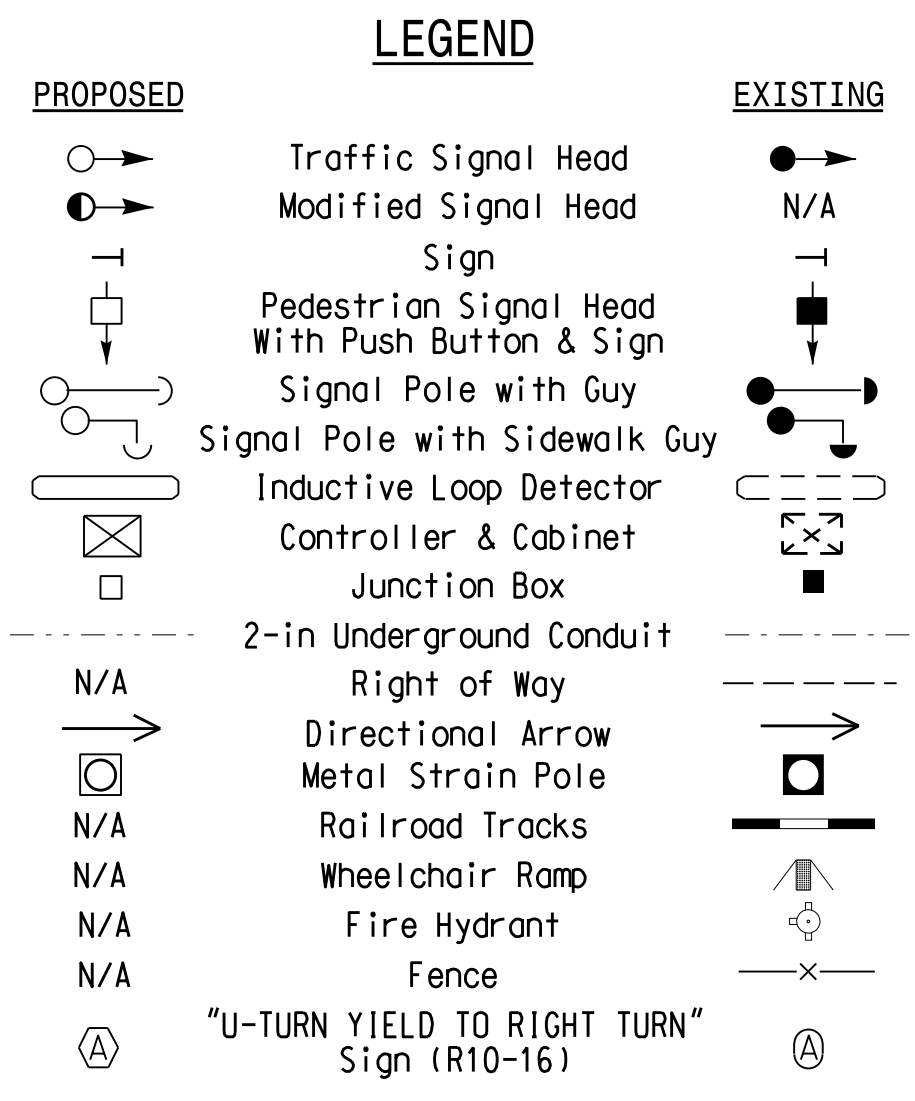 LEGEND
PROPOSED EXISTING
Traffic Signal Head
Modified Signal Head N/A
Sign
Pedestrian Signal Head
With Push Button & Sign
Signal Pole with Guy
Signal Pole with Sidewalk Guy
Inductive Loop Detector
Controller & Cabinet
Junction Box
2-in Underground Conduit
N/A Right of Way
Directional Arrow
Metal Strain Pole
N/A Railroad Tracks
N/A Wheelchair Ramp
N/A Fire Hydrant
N/A Fence
"U-TURN YIELD TO RIGHT TURN"
A Sign (R10-16) A